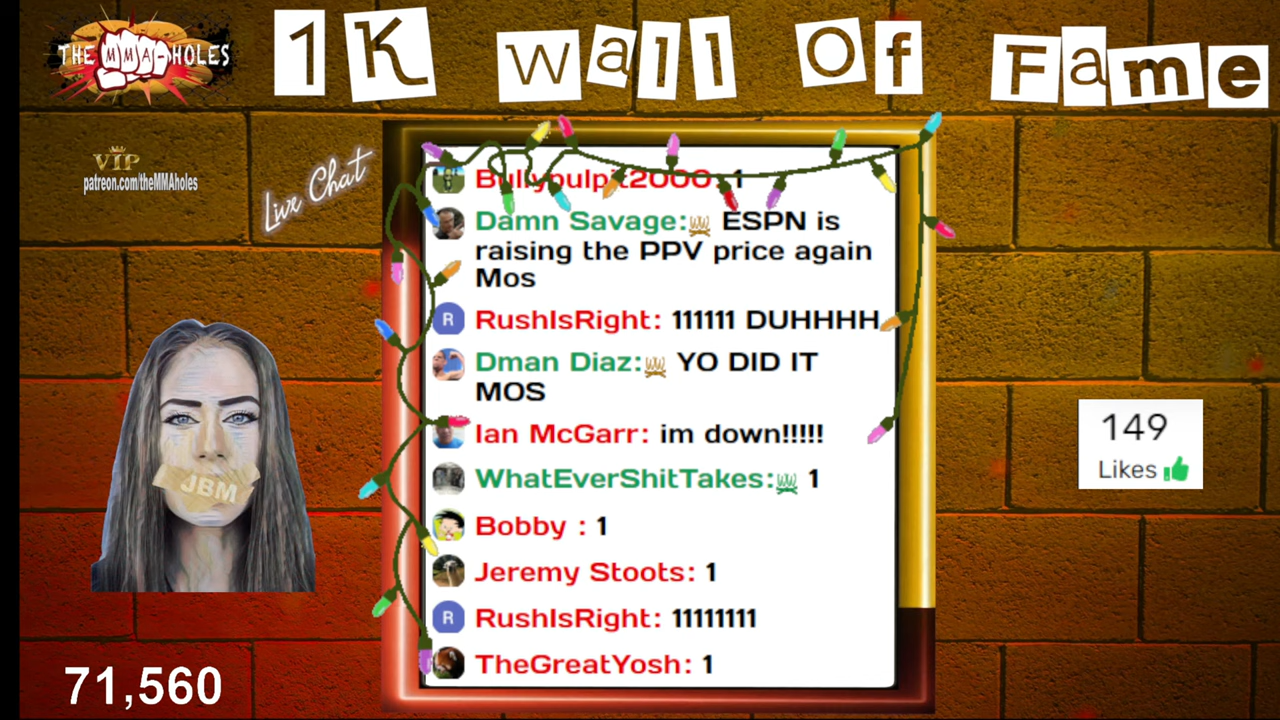 THE MMA-HOLES
1K Wall Of Fame
VIP
patreon.com/theMMAholes
Live Chat
Bullypulpit2000: 1
Damn Savage: ESPN is
raising the PPV price again
Mos
R RushIsRight: 111111 DUHHHH
Dman Diaz: YO DID IT
MOS
Ian McGarr: im down!!!!!
WhatEverShitTakes: 1
Bobby : 1
Jeremy Stoots: 1
R RushIsRight: 11111111
TheGreatYosh: 1
JBM
149
Likes
71,560